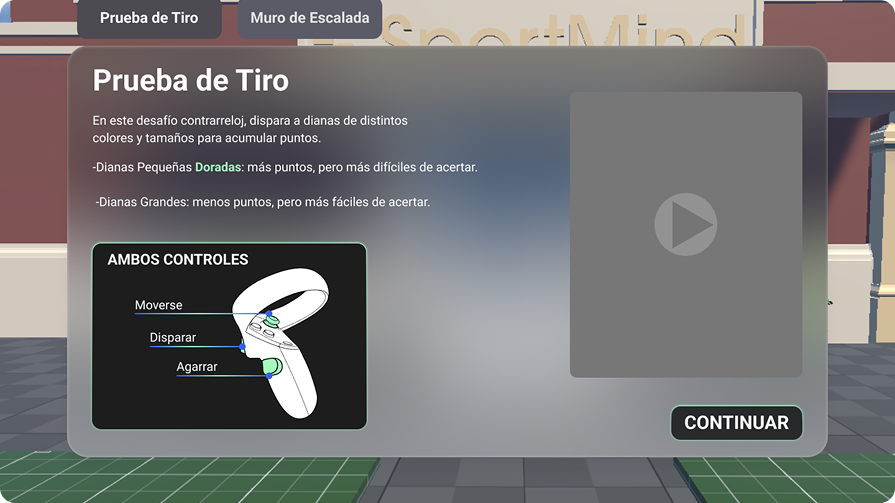 Prueba de Tiro
Muro de Escalada
SportMind
Prueba de Tiro
En este desafío contrarreloj, dispara a dianas de distintos
colores y tamaños para acumular puntos.
-Dianas Pequeñas Doradas: más puntos, pero más difíciles de acertar.
-Dianas Grandes: menos puntos, pero más fáciles de acertar.
AMBOS CONTROLES
Moverse
Disparar
Agarrar
CONTINUAR